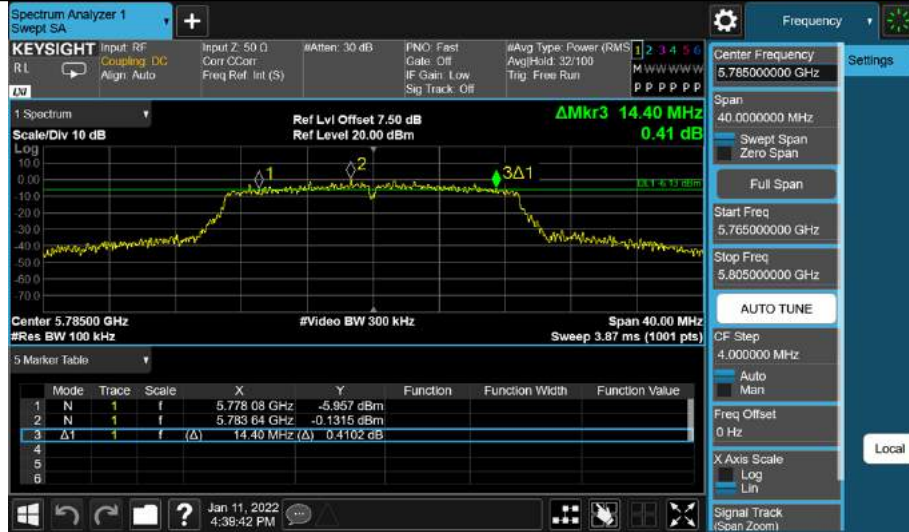 Spectrum Analyzer 1
Swept SA
+
Frequency
KEYSIGHT
RL
LXI
Input: RF
Coupling: DC
Align: Auto
Input Z: 50 Ω
Corr CCorr
Freq Ref: Int (S)
#Atten: 30 dB
PNO: Fast
Gate: Off
IF Gain: Low
Sig Track: Off
#Avg Type: Power (RMS
Avg|Hold: 32/100
Trig: Free Run
1 2 3 4 5 6
M W W W W W
P P P P P P
1 Spectrum
Scale/Div 10 dB
Ref Lvl Offset 7.50 dB
Ref Level 20.00 dBm
ΔMkr3 14.40 MHz
0.41 dB
Log
10.0
0.00
-10.0
-20.0
-30.0
-40.0
-50.0
-60.0
-70.0
1
2
3Δ1
DL1 -6.13 dBm
Center 5.78500 GHz
#Video BW 300 kHz
Span 40.00 MHz
#Res BW 100 kHz
Sweep 3.87 ms (1001 pts)
5 Marker Table
Mode Trace Scale X Y Function Function Width Function Value
1 N 1 f 5.778 08 GHz -5.957 dBm
2 N 1 f 5.783 64 GHz -0.1315 dBm
3 Δ1 1 f (Δ) 14.40 MHz (Δ) 0.4102 dB
4
5
6
Jan 11, 2022
4:39:42 PM
?
Center Frequency
5.785000000 GHz
Span
40.0000000 MHz
Swept Span
Zero Span
Full Span
Start Freq
5.765000000 GHz
Stop Freq
5.805000000 GHz
AUTO TUNE
CF Step
4.000000 MHz
Auto
Man
Freq Offset
0 Hz
X Axis Scale
Log
Lin
Signal Track
(Span Zoom)
Settings
Local